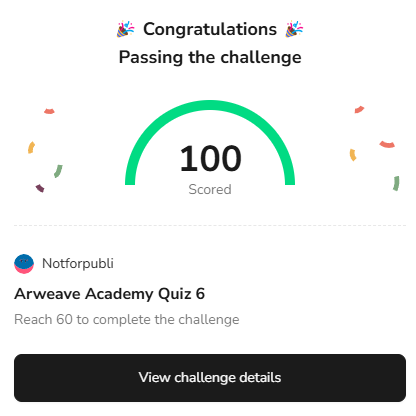 🎉 Congratulations 🎉
Passing the challenge
100
Scored
Notforpubli
Arweave Academy Quiz 6
Reach 60 to complete the challenge
View challenge details